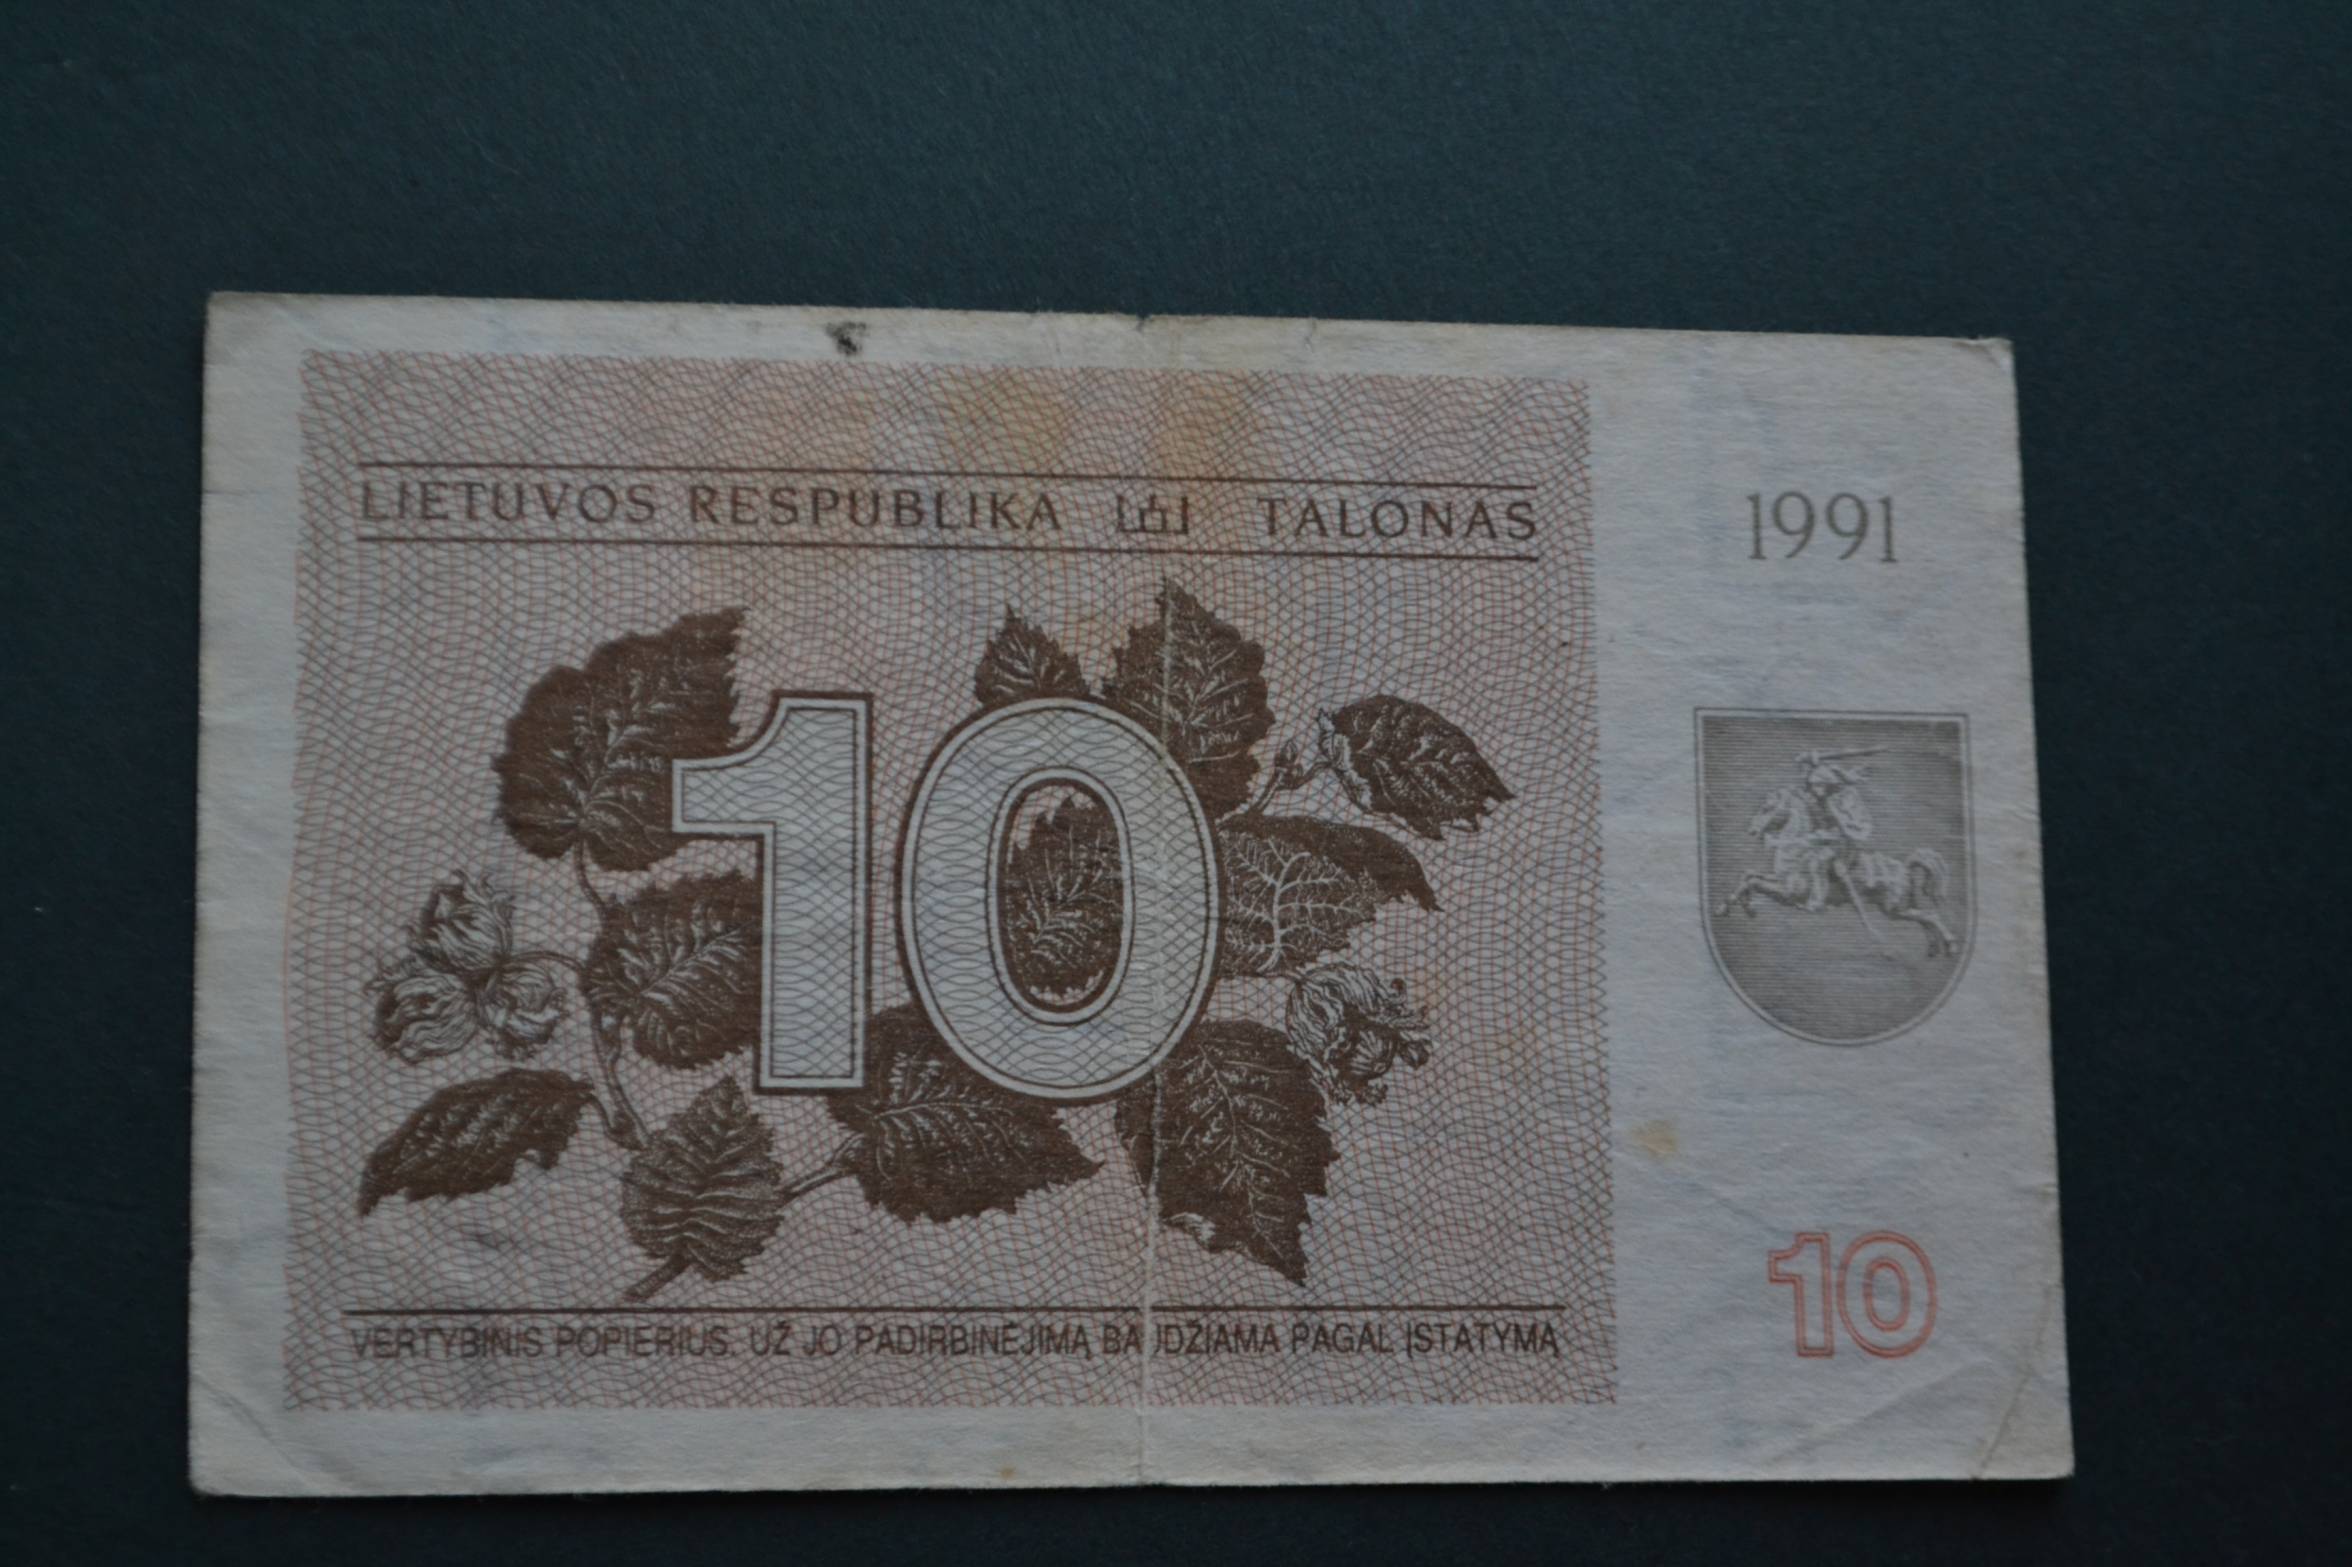 LIETUVOS RESPUBLIKA TALONAS
1991
10
10
VERTYBINIS POPIERIUS. UŽ JO PADIRBINĖJIMĄ BAUDŽIAMA PAGAL ĮSTATYMĄ